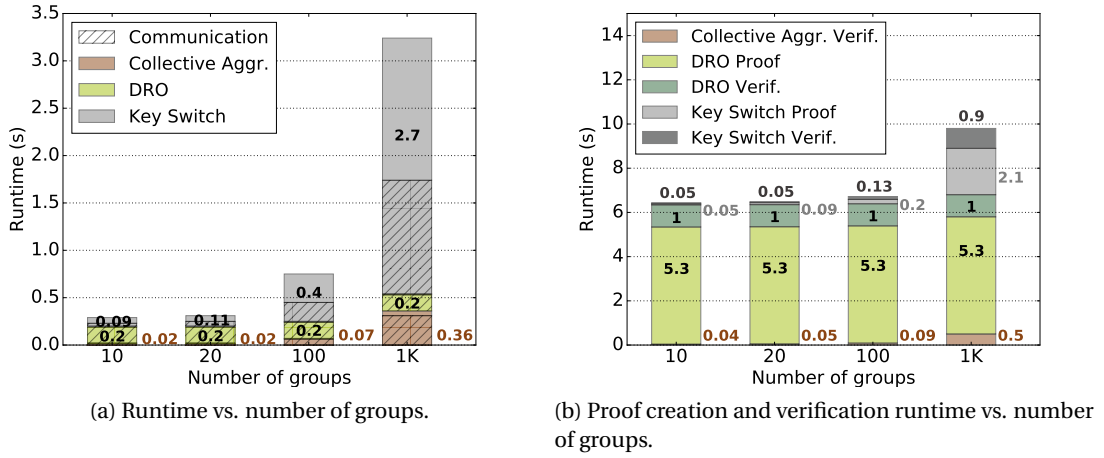 3.5
3.0
2.5
2.0
1.5
1.0
0.5
0.0
Runtime (s)
Communication
Collective Aggr.
DRO
Key Switch
0.09
0.2
0.02
0.11
0.2
0.02
0.4
0.2
0.07
2.7
0.2
0.36
10 20 100 1K
Number of groups
(a) Runtime vs. number of groups.
14
12
10
8
6
4
2
0
Runtime (s)
Collective Aggr. Verif.
DRO Proof
DRO Verif.
Key Switch Proof
Key Switch Verif.
0.05
0.05
1
5.3
0.04
0.05
0.09
1
5.3
0.05
0.13
0.2
1
5.3
0.09
0.9
2.1
1
5.3
0.5
10 20 100 1K
Number of groups
(b) Proof creation and verification runtime vs. number
of groups.